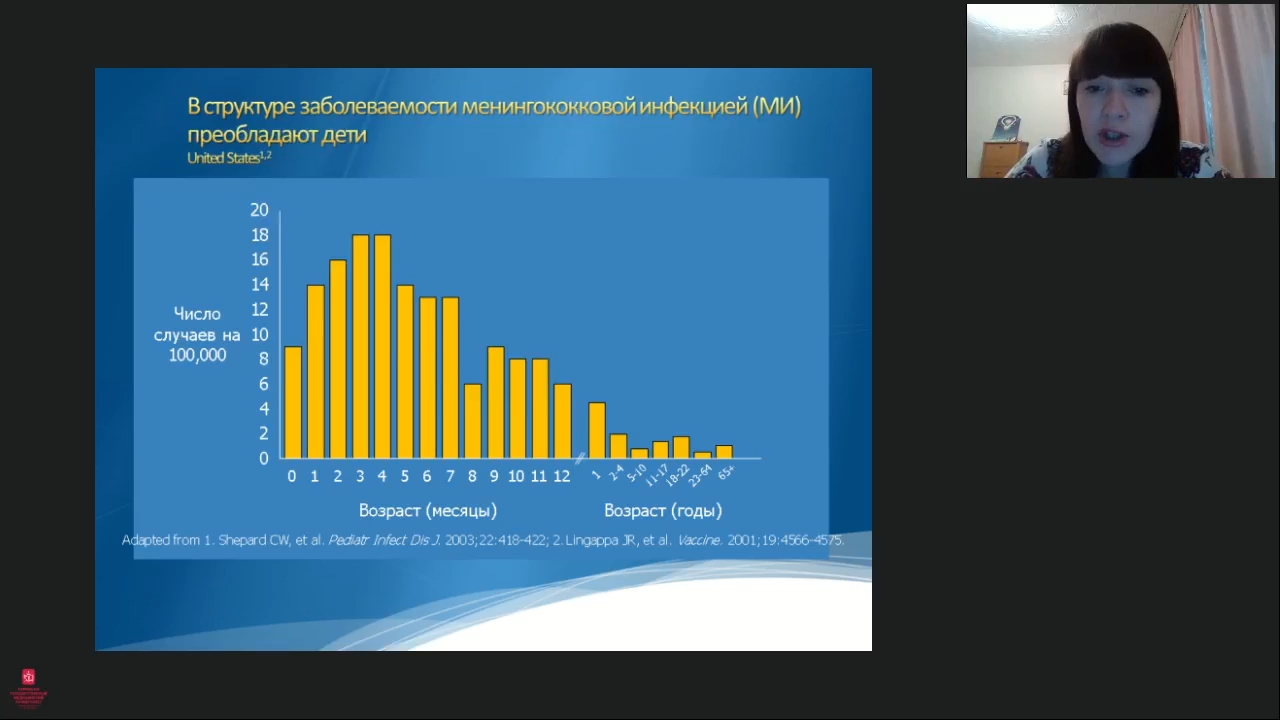 В структуре заболеваемости менингококковой инфекцией (МИ)
преобладают дети
United States1,2
20
18
16
14
12
10
8
6
4
2
0
Число
случаев на
100,000
0 1 2 3 4 5 6 7 8 9 10 11 12 1 2-4 5-10 11-17 18-22 23-64 65+
Возраст (месяцы) Возраст (годы)
Adapted from 1. Shepard CW, et al. Pediatr Infect Dis J. 2003;22:418-422; 2. Lingappa JR, et al. Vaccine. 2001;19:4566-4575.